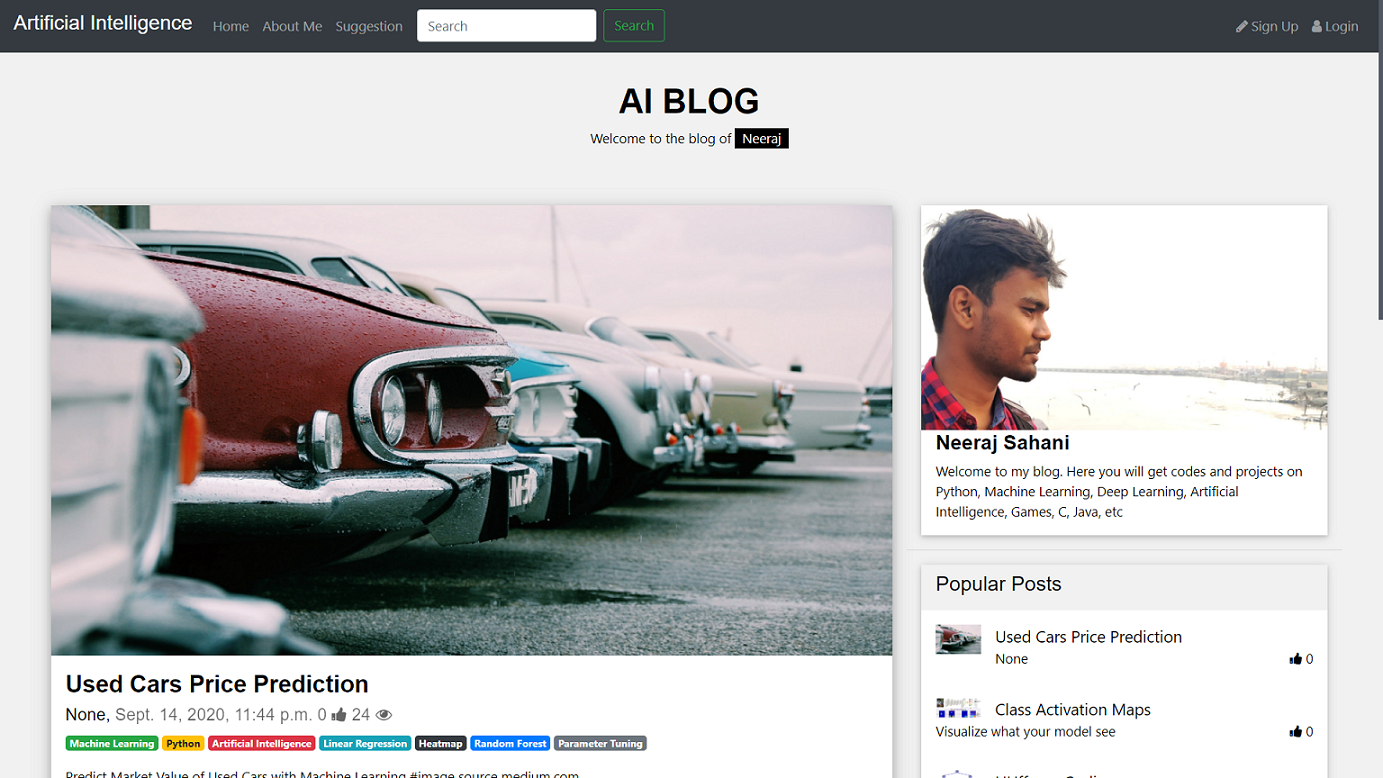 Artificial Intelligence Home About Me Suggestion Search Search Sign Up Login
AI BLOG
Welcome to the blog of Neeraj
Neeraj Sahani
Welcome to my blog. Here you will get codes and projects on
Python, Machine Learning, Deep Learning, Artificial
Intelligence, Games, C, Java, etc
Popular Posts
Used Cars Price Prediction
None 0
Class Activation Maps
Visualize what your model see 0
Used Cars Price Prediction
None, Sept. 14, 2020, 11:44 p.m. 0 24
Machine Learning Python Artificial Intelligence Linear Regression Heatmap Random Forest Parameter Tuning
Predict Market Value of Used Cars with Machine Learning #image source medium.com